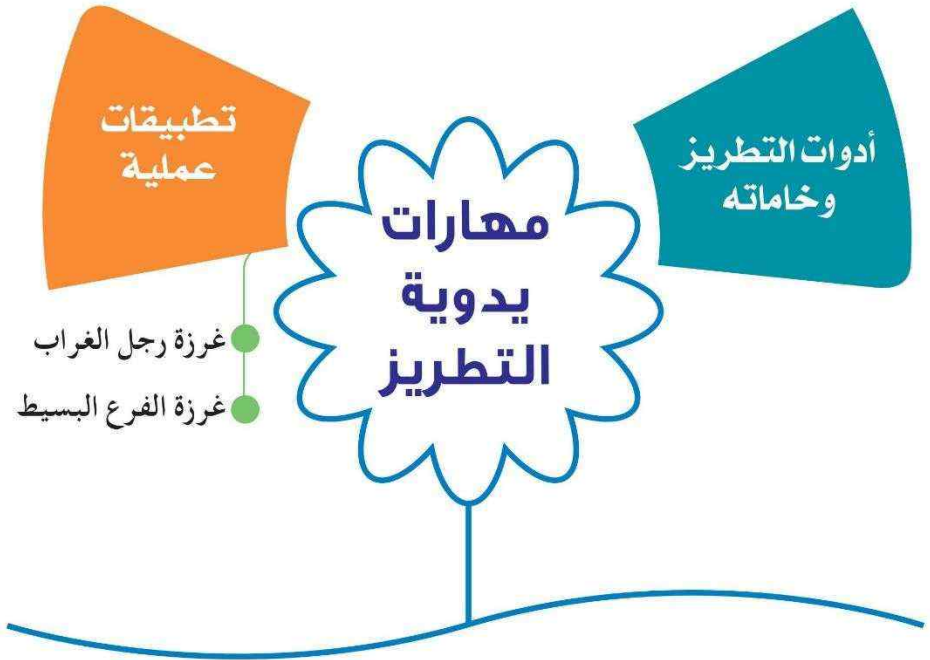 مهارات
يدوية
التطريز
أدوات التطريز
وخاماته
تطبيقات
عملية
غرزة رجل الغراب
غرزة الفرع البسيط